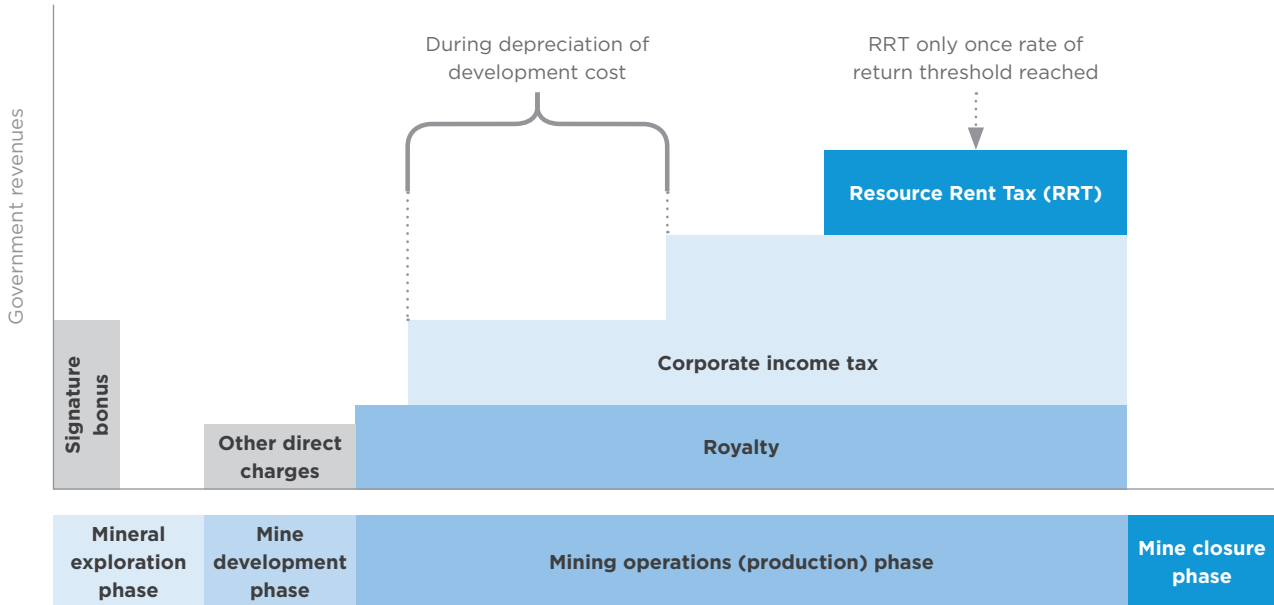 Government revenues
During depreciation of
development cost
RRT only once rate of
return threshold reached
Resource Rent Tax (RRT)
Corporate income tax
Signature
bonus
Other direct
charges
Royalty
Mineral
exploration
phase
Mine
development
phase
Mining operations (production) phase
Mine closure
phase